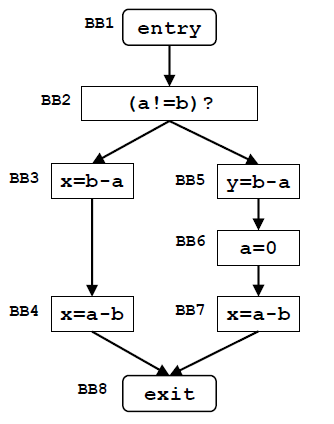 BB1 entry
BB2 (a!=b)?
BB3 x=b-a
BB5 y=b-a
BB6 a=0
BB4 x=a-b
BB7 x=a-b
BB8 exit